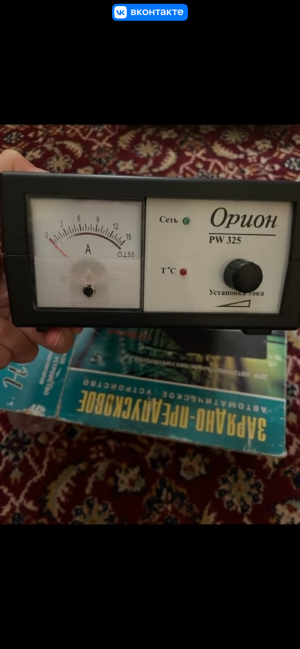 вконтакте
0 3 6 9 12 15
A
Сеть
Орион
PW 325
T°C
Установка тока
ЗАРЯДНО-ПРЕДПУСКОВОЕ
АВТОМАТИЧЕСКОЕ УСТРОЙСТВО